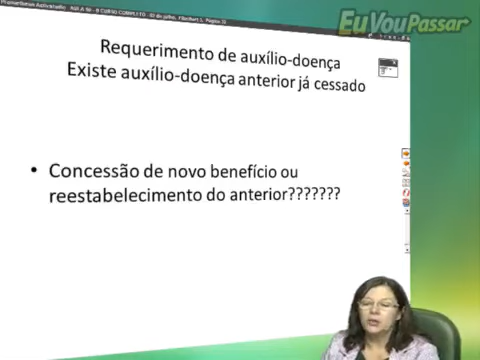 EuVouPassar
Requerimento de auxílio-doença
Existe auxílio-doença anterior já cessado
• Concessão de novo benefício ou
reestabelecimento do anterior???????